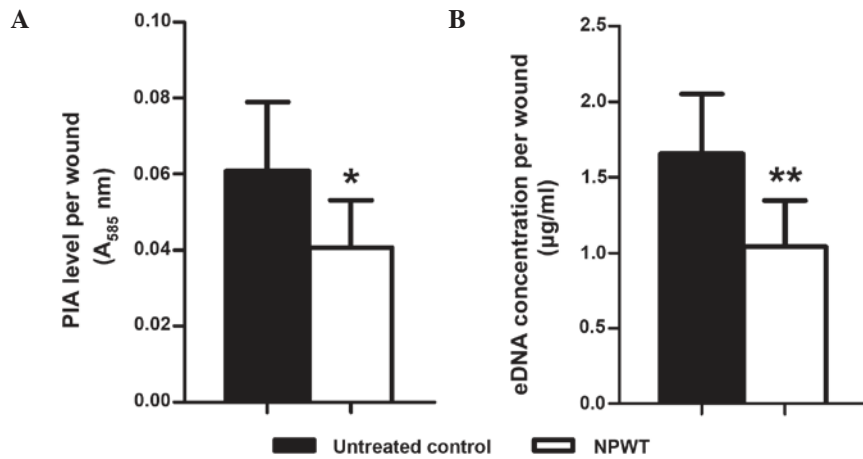 A
PIA level per wound
(A585 nm)
0.10
0.08
0.06
0.04
0.02
0.00
*
B
eDNA concentration per wound
(µg/ml)
2.5
2.0
1.5
1.0
0.5
0.0
**
Untreated control
NPWT